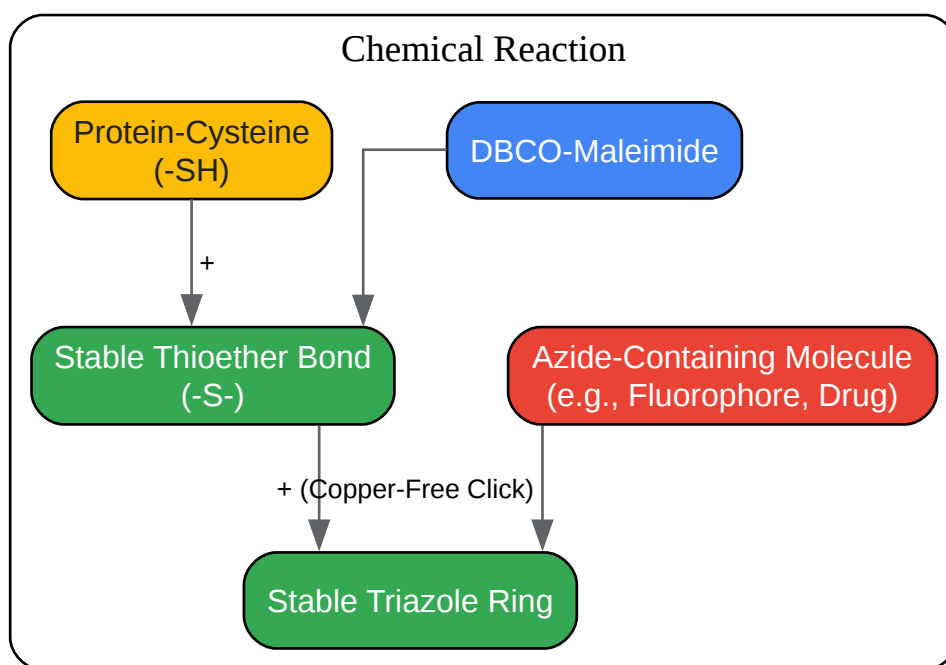 Chemical Reaction
Protein-Cysteine
(-SH)
DBCO-Maleimide
+
Stable Thioether Bond
(-S-)
Azide-Containing Molecule
(e.g., Fluorophore, Drug)
+ (Copper-Free Click)
Stable Triazole Ring